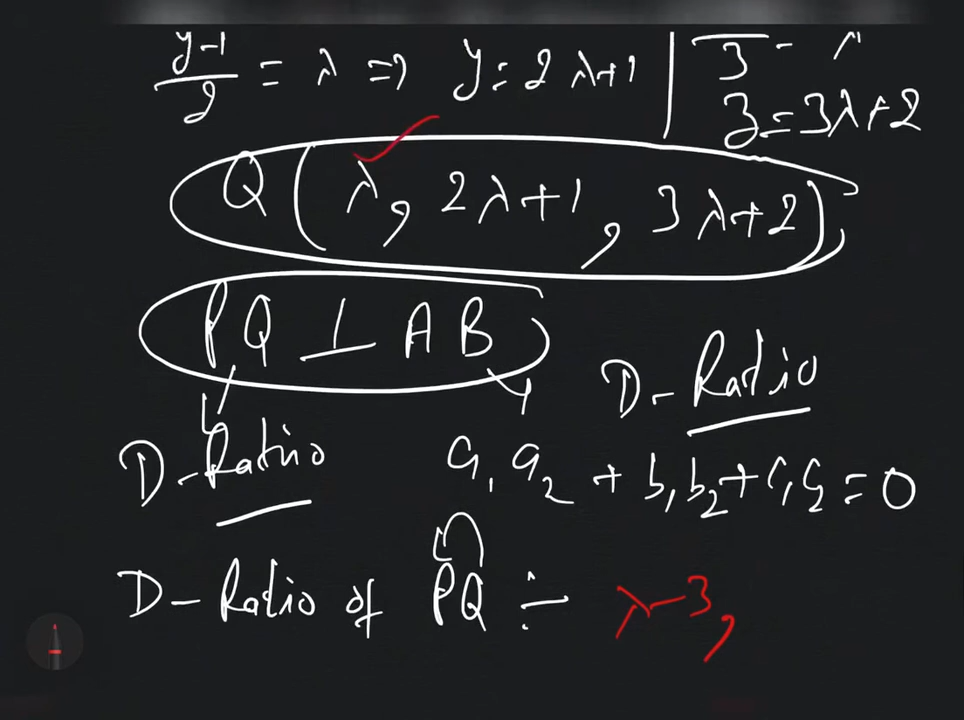 y-1/2 = λ => y = 2λ+1 | 3
z = 3λ+2
Q (λ, 2λ+1, 3λ+2)
PQ ⊥ AB
D-Ratio
D-Ratio
a₁a₂ + b₁b₂ + c₁c₂ = 0
D-Ratio of PQ ÷ λ-3,